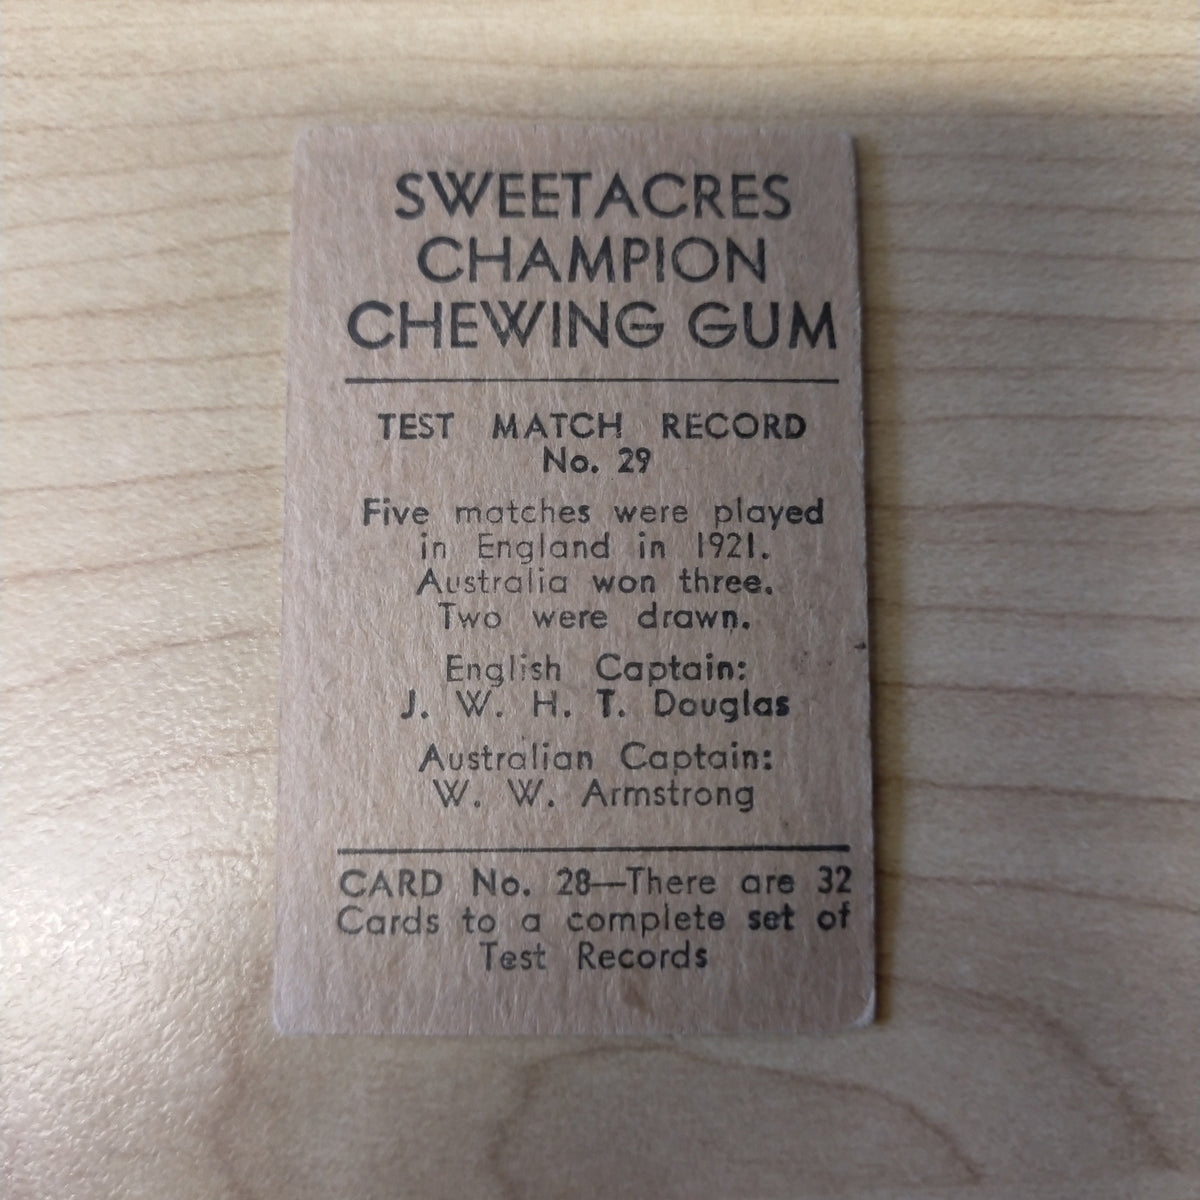 SWEETACRES
CHAMPION
CHEWING GUM
TEST MATCH RECORD
No. 29
Five matches were played
in England in 1921.
Australia won three.
Two were drawn.
English Captain:
J. W. H. T. Douglas
Australian Captain:
W. W. Armstrong
CARD No. 28—There are 32
Cards to a complete set of
Test Records